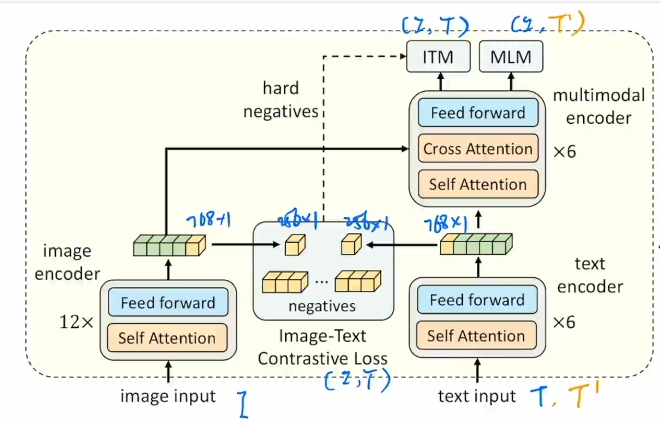 (I, T)
(I, T')
ITM
MLM
hard
negatives
Feed forward
Cross Attention
Self Attention
multimodal
encoder
×6
768×1
256×1
256×1
768×1
image
encoder
Feed forward
Self Attention
12×
... 
negatives
Image-Text
Contrastive Loss
(I, T)
text
encoder
Feed forward
Self Attention
×6
image input
I
text input
T, T'